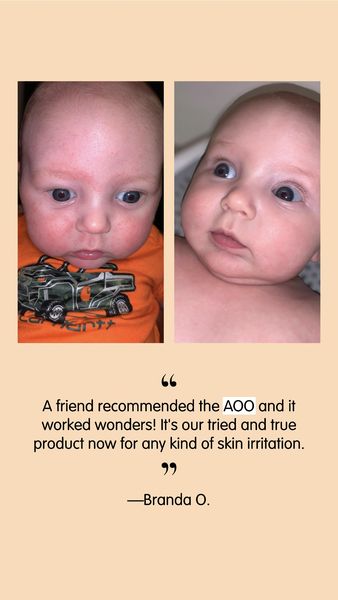 carhartt
“
A friend recommended the AOO and it
worked wonders! It's our tried and true
product now for any kind of skin irritation.
”
—Branda O.